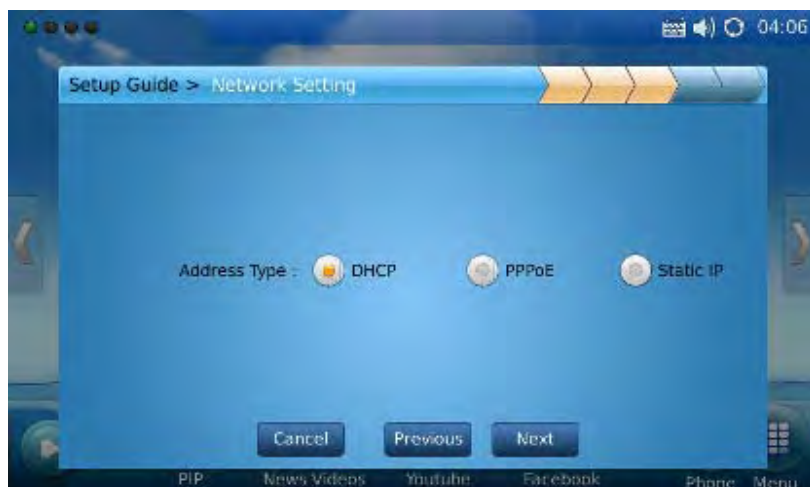 04:06
Setup Guide > Network Setting
Address Type : DHCP PPPoE Static IP
Cancel Previous Next
PIP News Videos Youtube Facebook Phone Menu